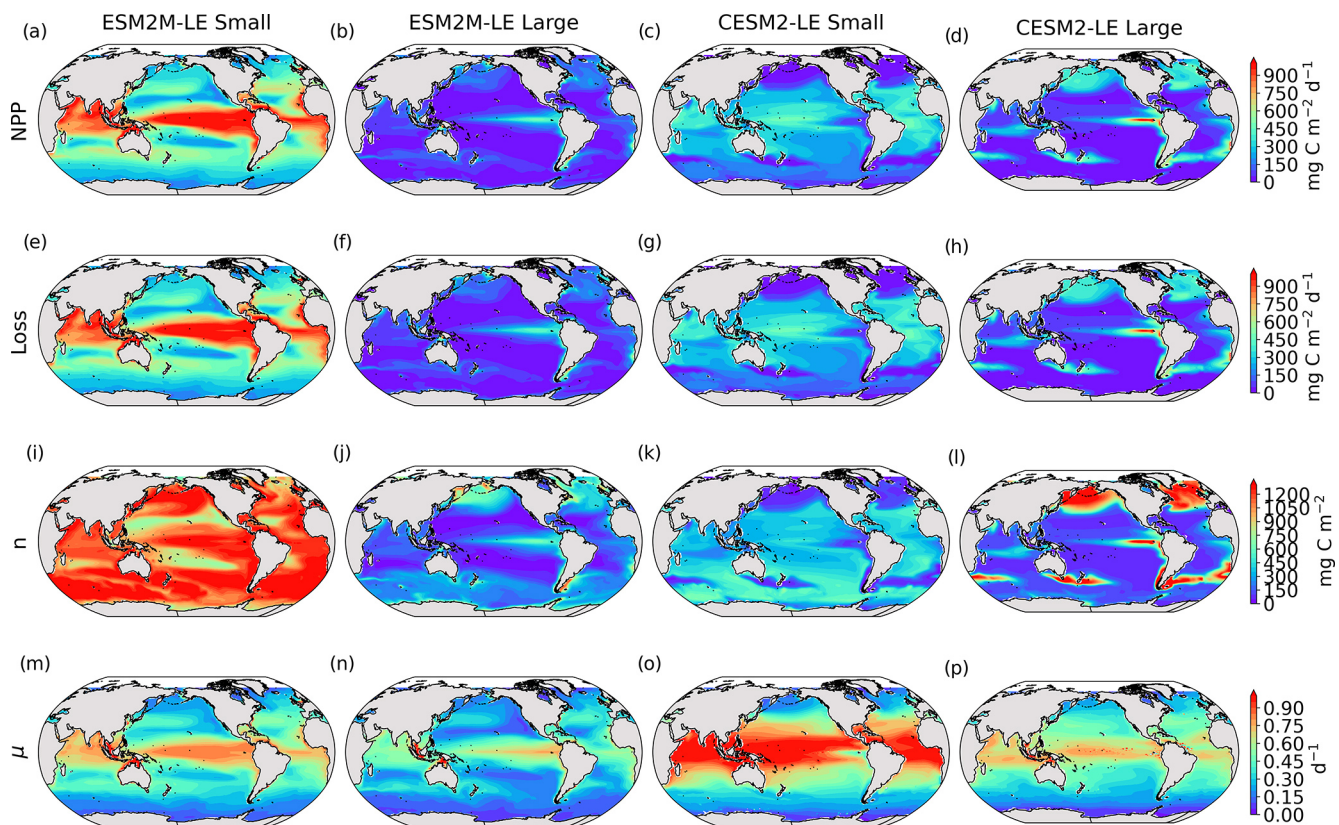 ESM2M-LE Small ESM2M-LE Large CESM2-LE Small CESM2-LE Large
(a) (b) (c) (d)
NPP
900
750
600
450
300
150
0
mg C m⁻² d⁻¹
(e) (f) (g) (h)
Loss
900
750
600
450
300
150
0
mg C m⁻² d⁻¹
(i) (j) (k) (l)
n
1200
1050
900
750
600
450
300
150
0
mg C m⁻²
(m) (n) (o) (p)
μ
0.90
0.75
0.60
0.45
0.30
0.15
0.00
d⁻¹